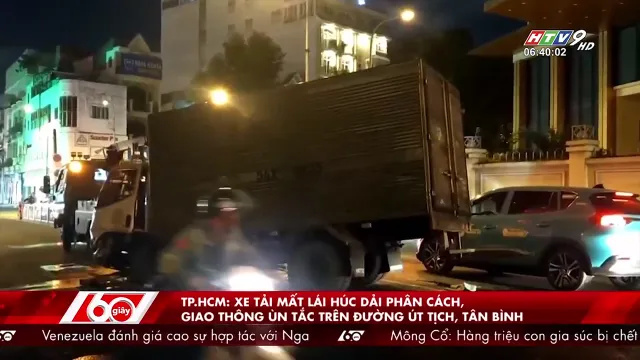 HTV9 HD
06:40:02
60 giây
TP.HCM: XE TẢI MẤT LÁI HÚC DẢI PHÂN CÁCH,
GIAO THÔNG ÙN TẮC TRÊN ĐƯỜNG ÚT TỊCH, TÂN BÌNH
Venezuela đánh giá cao sự hợp tác với Nga
Mông Cổ: Hàng triệu con gia súc bị chết